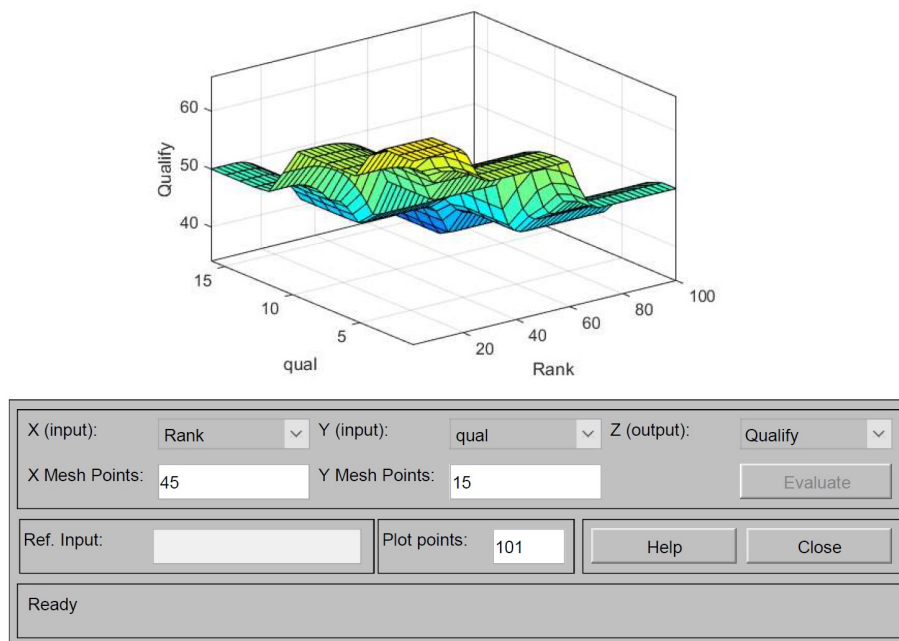 60
50
40
Qualify
15
10
5
qual
20
40
60
80
100
Rank
X (input): Rank Y (input): qual Z (output): Qualify
X Mesh Points: 45 Y Mesh Points: 15 Evaluate
Ref. Input: Plot points: 101 Help Close
Ready